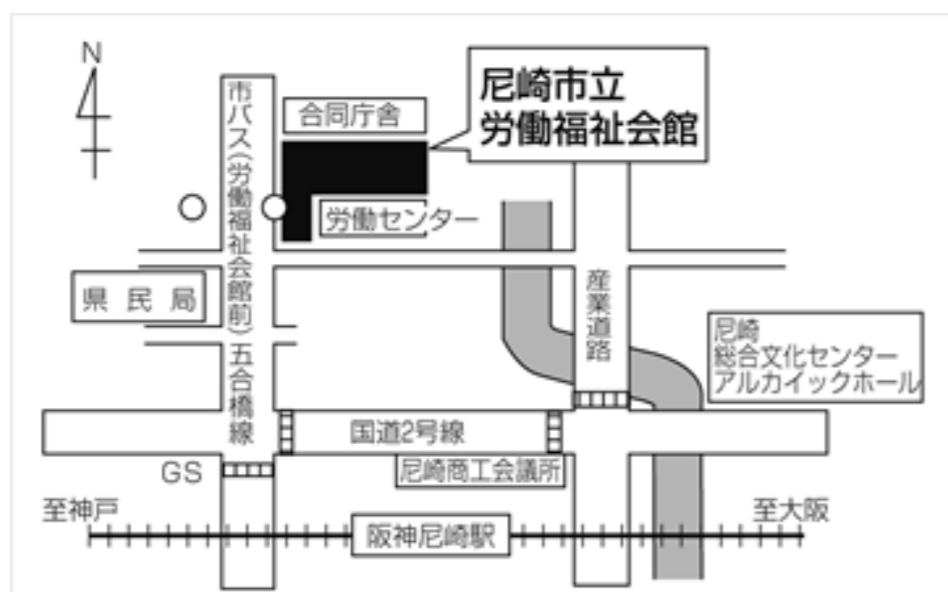 N
尼崎市立
労働福祉会館
合同庁舎
市バス(労働福祉会館前)五合橋線
労働センター
県民局
産業道路
尼崎
総合文化センター
アルカイックホール
国道2号線
尼崎商工会議所
GS
至神戸
阪神尼崎駅
至大阪